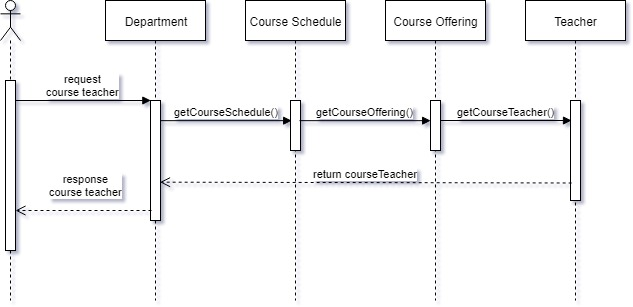 Department
Course Schedule
Course Offering
Teacher
request
course teacher
getCourseSchedule()
getCourseOffering()
getCourseTeacher()
return courseTeacher
response
course teacher